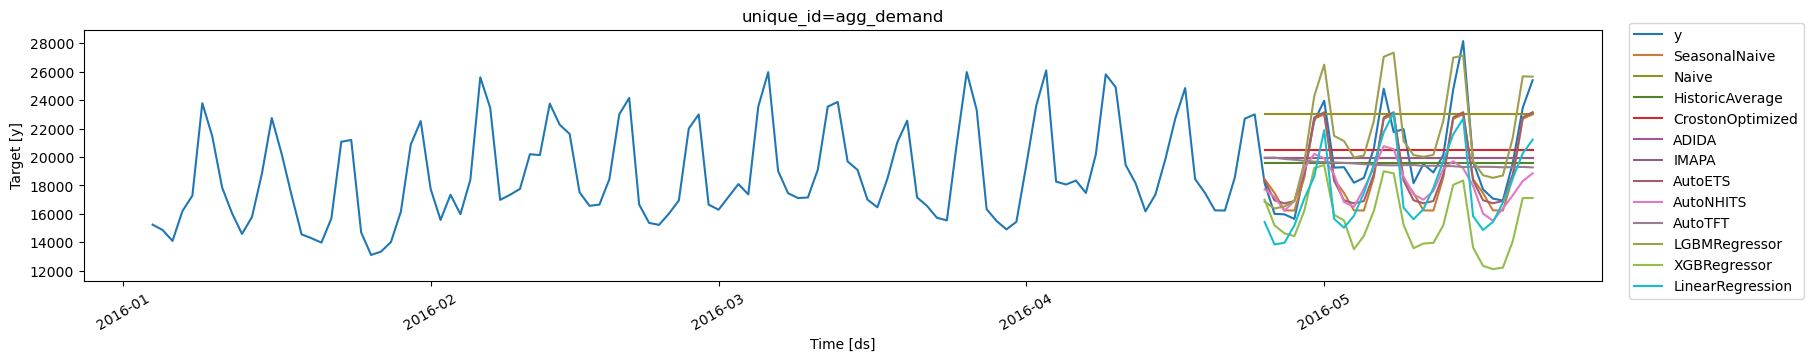 unique_id=agg_demand
Target [y]
28000
26000
24000
22000
20000
18000
16000
14000
12000
2016-01
2016-02
2016-03
2016-04
2016-05
Time [ds]
y
SeasonalNaive
Naive
HistoricAverage
CrostonOptimized
ADIDA
IMAPA
AutoETS
AutoNHITS
AutoTFT
LGBMRegressor
XGBRegressor
LinearRegression